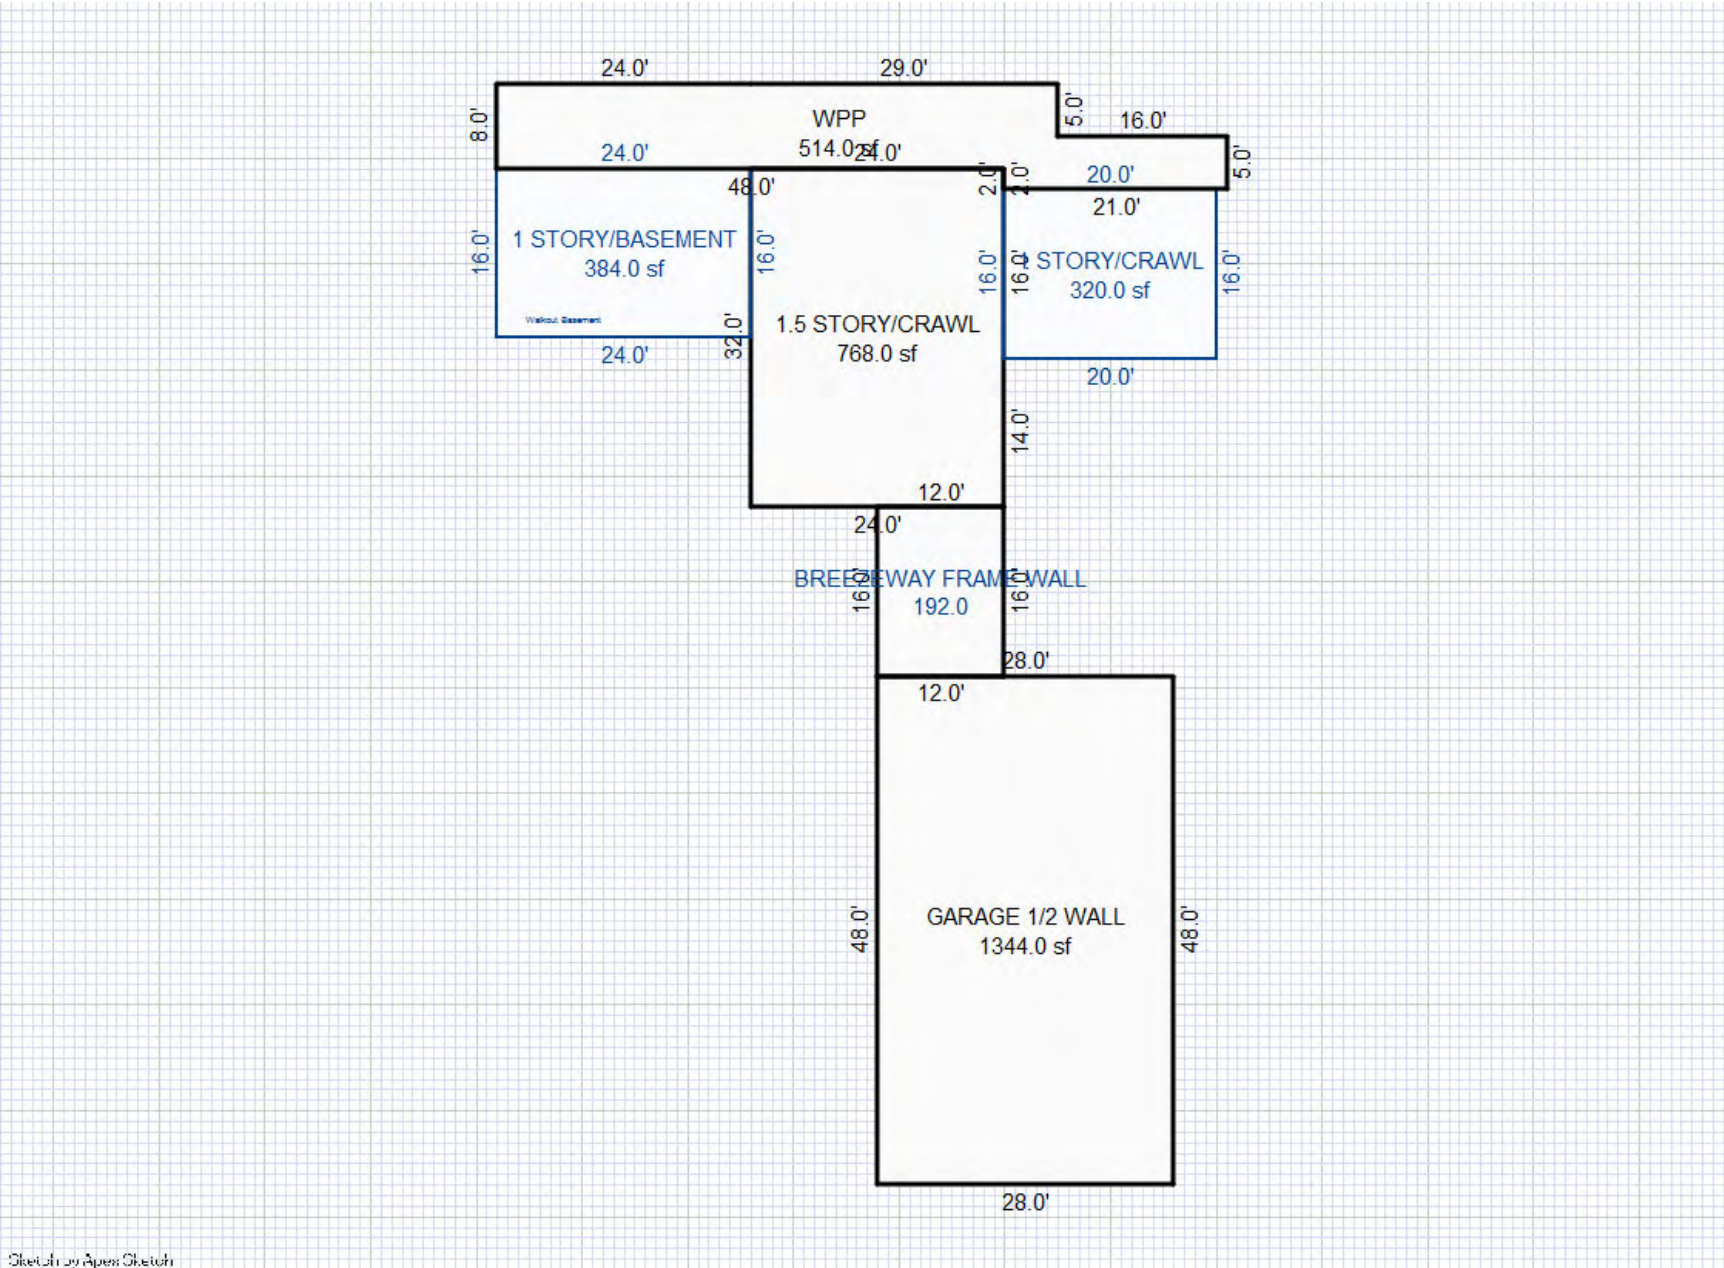 24.0'
29.0'
8.0'
WPP
514.0 sf
5.0'
16.0'
5.0'
24.0'
24.0'
48.0'
2.0'
2.0'
20.0'
21.0'
16.0'
1 STORY/BASEMENT
384.0 sf
Walkout Basement
16.0'
24.0'
32.0'
1.5 STORY/CRAWL
768.0 sf
16.0'
16.0'
STORY/CRAWL
320.0 sf
16.0'
20.0'
14.0'
12.0'
24.0'
16.0'
BREEZEWAY FRAME WALL
192.0
16.0'
28.0'
12.0'
48.0'
GARAGE 1/2 WALL
1344.0 sf
48.0'
28.0'
Sketch by Apex Sketch